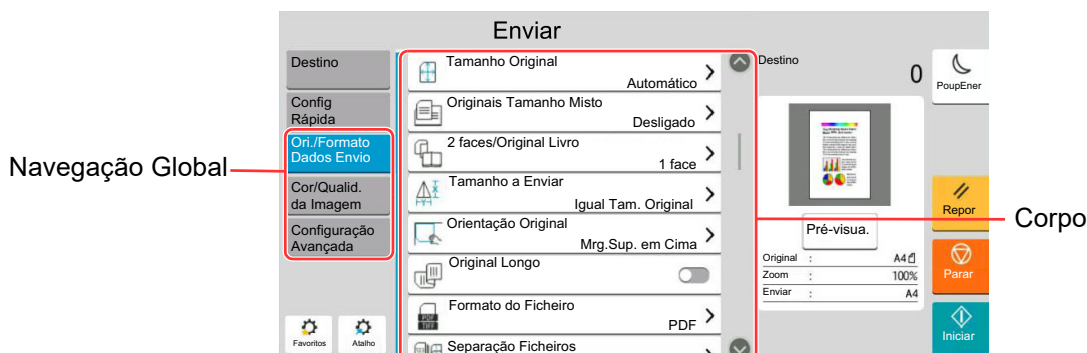 Enviar
Destino
Config
Rápida
Ori./Formato
Dados Envio
Cor/Qualid.
da Imagem
Configuração
Avançada
Favoritos
Atalho
Navegação Global
Tamanho Original
Automático
Originais Tamanho Misto
Desligado
2 faces/Original Livro
1 face
Tamanho a Enviar
Igual Tam. Original
Orientação Original
Mrg.Sup. em Cima
Original Longo
Formato do Ficheiro
PDF
TIFF
PDF
Separação Ficheiros
Destino
0
Pré-visua.
Original : A4
Zoom : 100%
Enviar : A4
PoupEner
Repor
Parar
Iniciar
Corpo